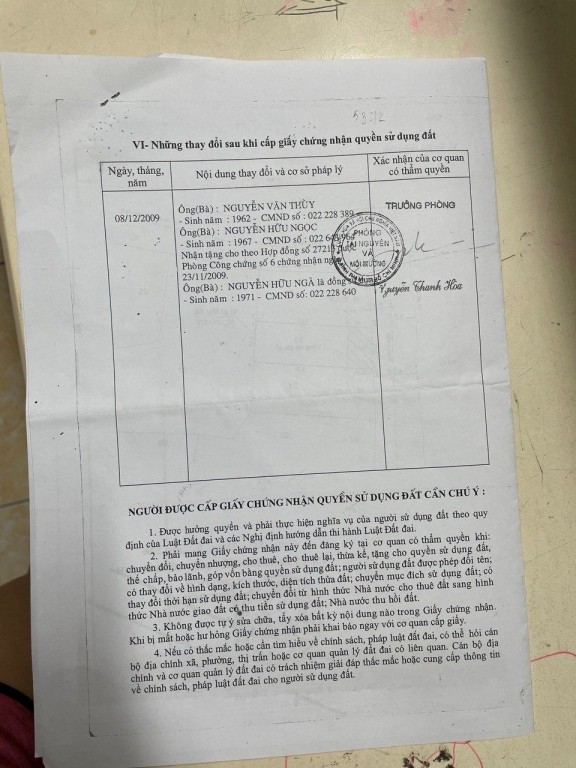 VI- Những thay đổi sau khi cấp giấy chứng nhận quyền sử dụng đất
Ngày, tháng, năm
Nội dung thay đổi và cơ sở pháp lý
Xác nhận của cơ quan có thẩm quyền
08/12/2009
Ông(Bà) : NGUYỄN VĂN THÙY
- Sinh năm : 1962 - CMND số : 022 228 389
Ông(Bà) : NGUYỄN HỮU NGỌC
- Sinh năm : 1967 - CMND số : 022 643 964
Nhận tặng cho theo Hợp đồng số 27213 được
Phòng Công chứng số 6 chứng nhận
23/11/2009.
Ông(Bà) : NGUYỄN HỮU NGÀ là đồng
- Sinh năm : 1971 - CMND số : 022 228 640
TRƯỞNG PHÒNG
PHÒNG
TÀI NGUYÊN
VÀ
MÔI TRƯỜNG
Nguyễn Thanh Hòa
NGƯỜI ĐƯỢC CẤP GIẤY CHỨNG NHẬN QUYỀN SỬ DỤNG ĐẤT CẦN CHÚ Ý :
1. Được hưởng quyền và phải thực hiện nghĩa vụ của người sử dụng đất theo quy
định của Luật Đất đai và các Nghị định hướng dẫn thi hành Luật Đất đai.
2. Phải mang Giấy chứng nhận này đến đăng ký tại cơ quan có thẩm quyền khi:
chuyển đổi, chuyển nhượng, cho thuê, cho thuê lại, thừa kế, tặng cho quyền sử dụng đất,
thế chấp, bảo lãnh, góp vốn bằng quyền sử dụng đất; người sử dụng đất được phép đổi tên;
có thay đổi về hình dạng, kích thước, diện tích thửa đất; chuyển mục đích sử dụng đất; có
thay đổi thời hạn sử dụng đất; chuyển đổi từ hình thức Nhà nước cho thuê đất sang hình
thức Nhà nước giao đất có thu tiền sử dụng đất; Nhà nước thu hồi đất.
3. Không được tự ý sửa chữa, tẩy xóa bất kỳ nội dung nào trong Giấy chứng nhận.
Khi bị mất hoặc hư hỏng Giấy chứng nhận phải khai báo ngay với cơ quan cấp giấy.
4. Nếu có thắc mắc hoặc cần tìm hiểu về chính sách, pháp luật đất đai, có thể hỏi cán
bộ địa chính xã, phường, thị trấn hoặc cơ quan quản lý đất đai có liên quan. Cán bộ địa
chính và cơ quan quản lý đất đai có trách nhiệm giải đáp thắc mắc hoặc cung cấp thông tin
về chính sách, pháp luật đất đai cho người sử dụng đất.